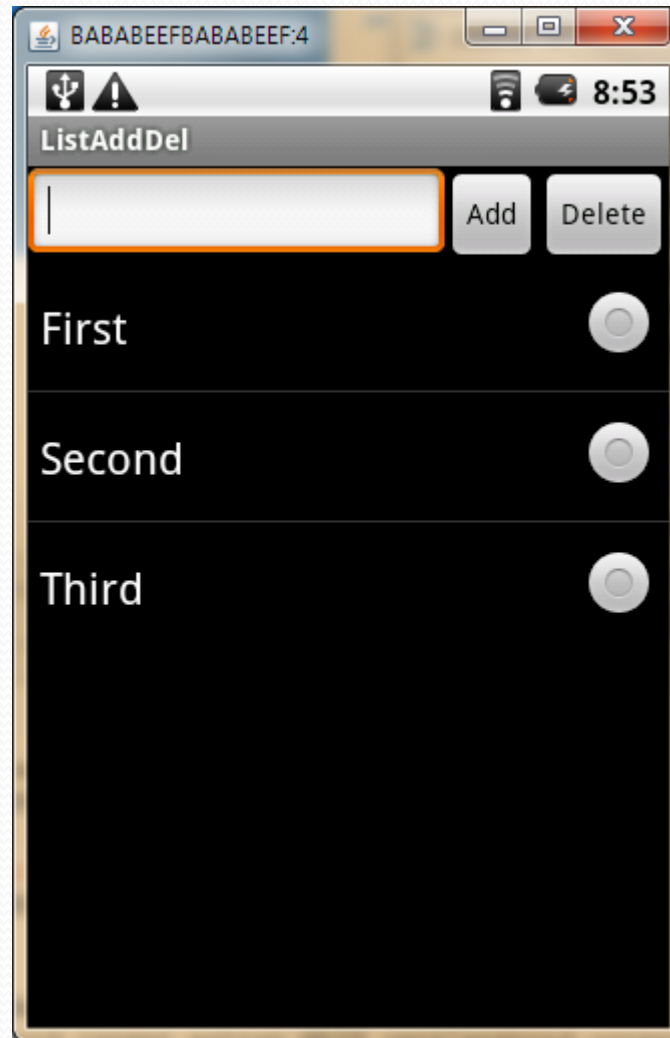 BABABEEFBABABEEF:4
8:53
ListAddDel
Add Delete
First
Second
Third